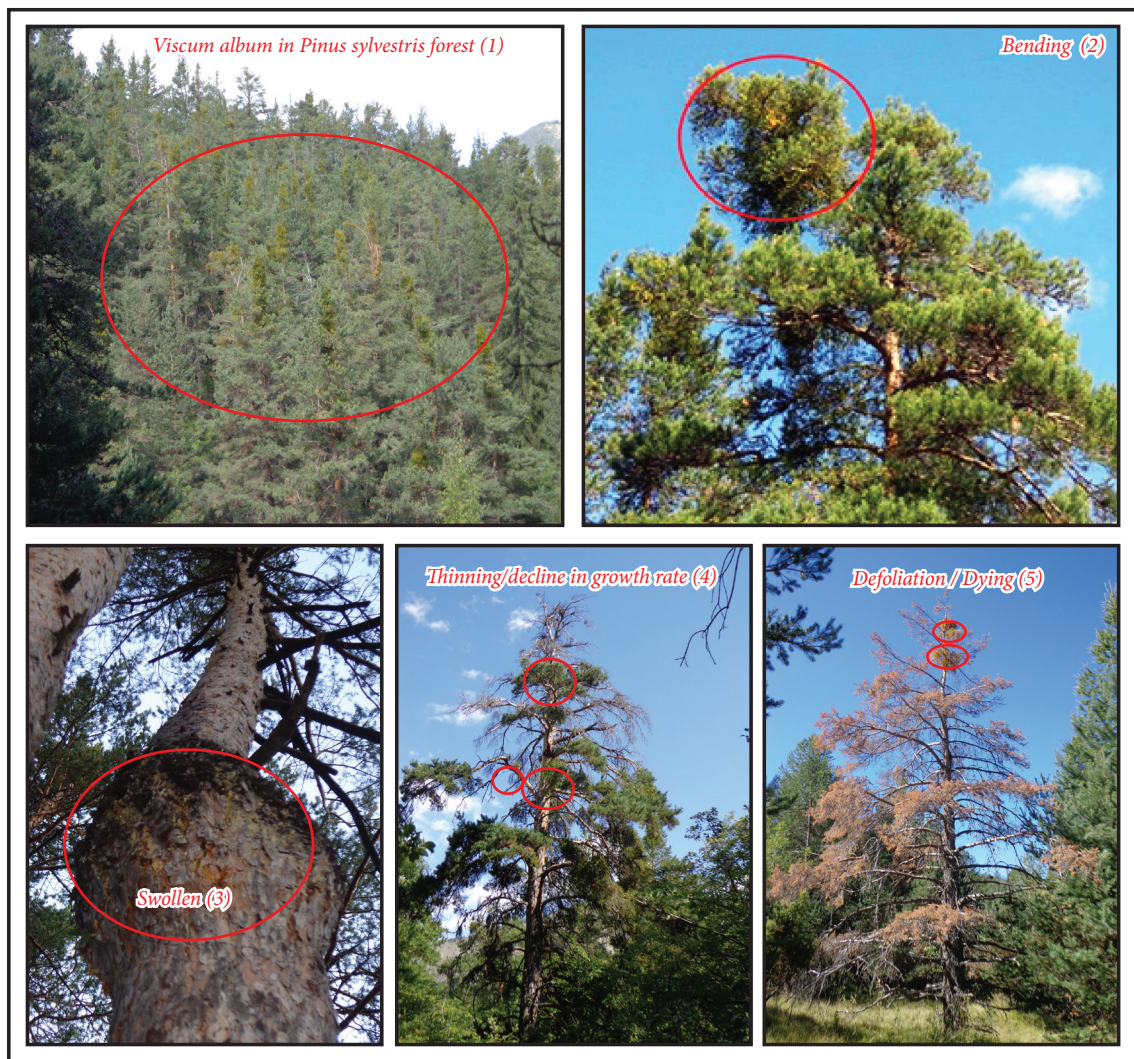 Viscum album in Pinus sylvestris forest (1)
Bending (2)
Swollen (3)
Thinning/decline in growth rate (4)
Defoliation / Dying (5)